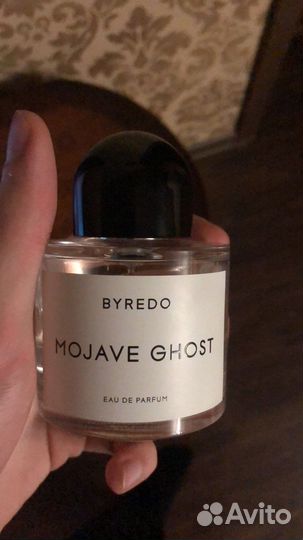 BYREDO
MOJAVE GHOST
EAU DE PARFUM
Avito